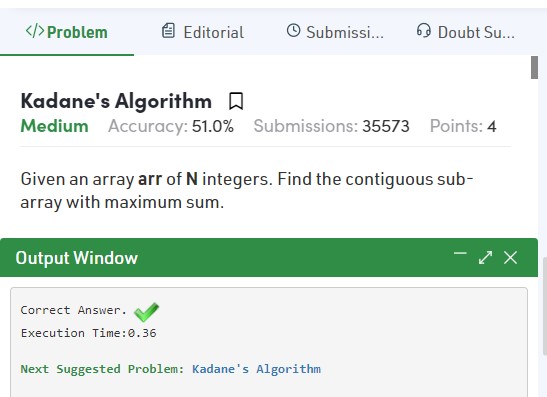 </>Problem Editorial Submissi... Doubt Su...
Kadane's Algorithm
Medium Accuracy: 51.0% Submissions: 35573 Points: 4
Given an array arr of N integers. Find the contiguous sub-
array with maximum sum.
Output Window
Correct Answer.
Execution Time:0.36
Next Suggested Problem: Kadane's Algorithm